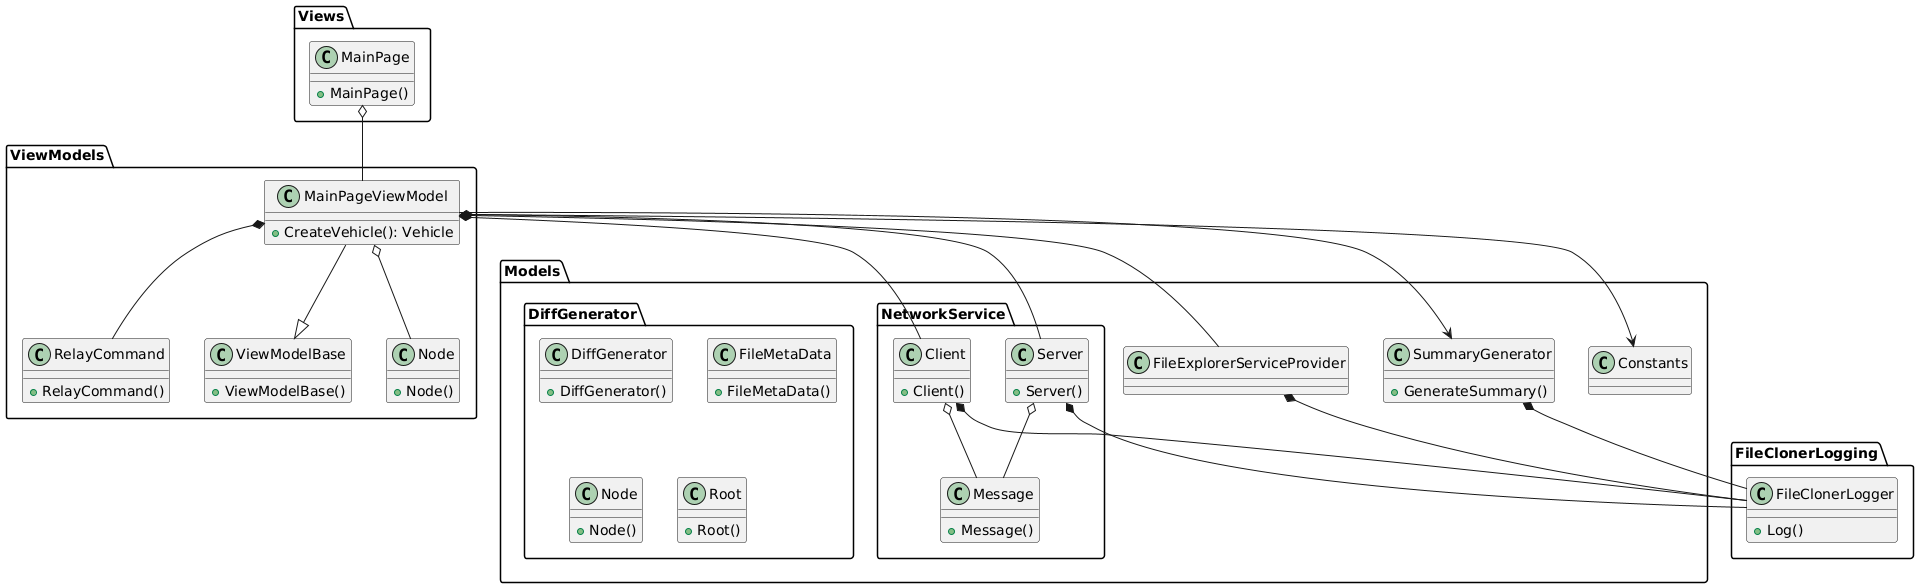 Views
C MainPage
MainPage()
ViewModels
C MainPageViewModel
CreateVehicle(): Vehicle
C RelayCommand
RelayCommand()
C ViewModelBase
ViewModelBase()
C Node
Node()
Models
DiffGenerator
C DiffGenerator
DiffGenerator()
C FileMetaData
FileMetaData()
C Node
Node()
C Root
Root()
NetworkService
C Client
Client()
C Server
Server()
C Message
Message()
C FileExplorerServiceProvider
C SummaryGenerator
GenerateSummary()
C Constants
FileClonerLogging
C FileClonerLogger
Log()